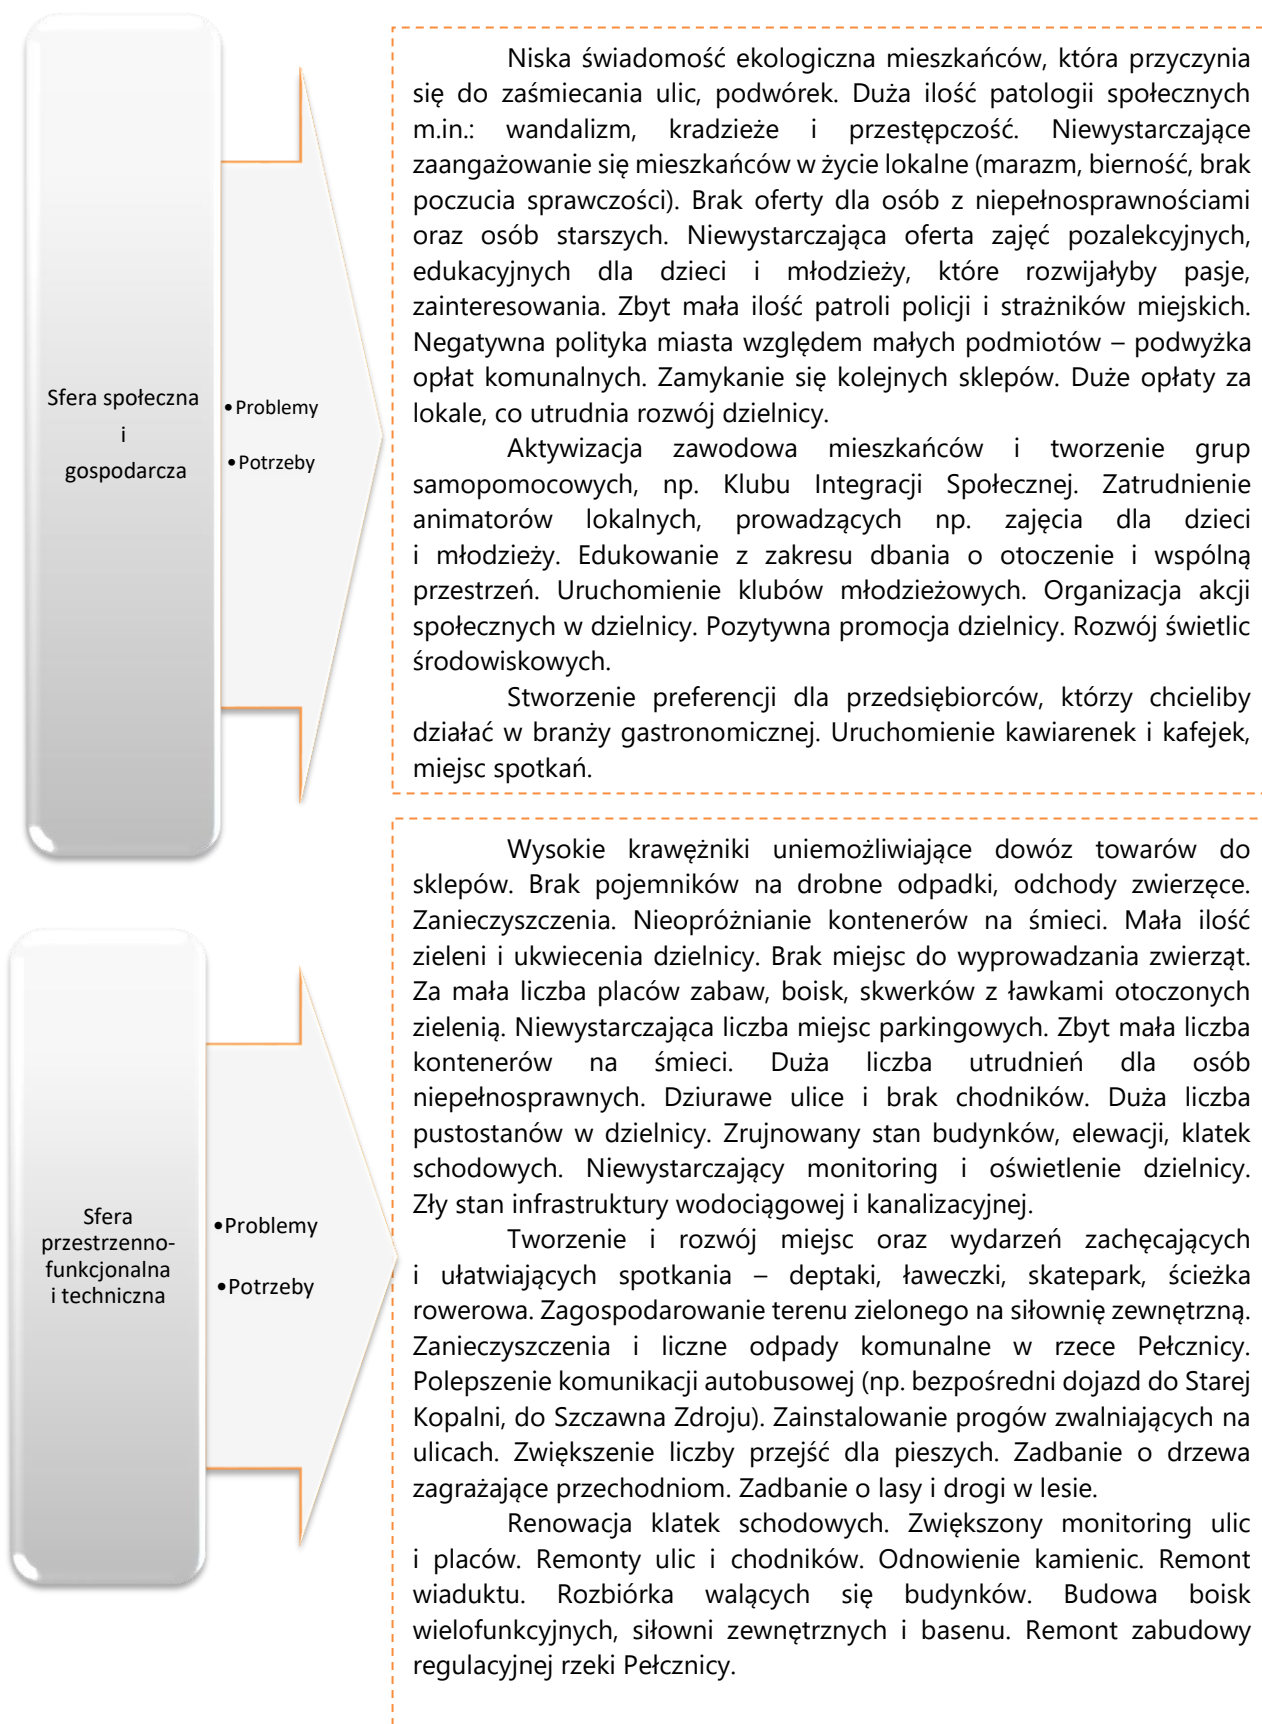 Sfera społeczna
i
gospodarcza
•Problemy
•Potrzeby
Niska świadomość ekologiczna mieszkańców, która przyczynia
się do zaśmiecania ulic, podwórek. Duża ilość patologii społecznych
m.in.: wandalizm, kradzieże i przestępczość. Niewystarczające
zaangażowanie się mieszkańców w życie lokalne (marazm, bierność, brak
poczucia sprawczości). Brak oferty dla osób z niepełnosprawnościami
oraz osób starszych. Niewystarczająca oferta zajęć pozalekcyjnych,
edukacyjnych dla dzieci i młodzieży, które rozwijałyby pasje,
zainteresowania. Zbyt mała ilość patroli policji i strażników miejskich.
Negatywna polityka miasta względem małych podmiotów – podwyżka
opłat komunalnych. Zamykanie się kolejnych sklepów. Duże opłaty za
lokale, co utrudnia rozwój dzielnicy.
Aktywizacja zawodowa mieszkańców i tworzenie grup
samopomocowych, np. Klubu Integracji Społecznej. Zatrudnienie
animatorów lokalnych, prowadzących np. zajęcia dla dzieci
i młodzieży. Edukowanie z zakresu dbania o otoczenie i wspólną
przestrzeń. Uruchomienie klubów młodzieżowych. Organizacja akcji
społecznych w dzielnicy. Pozytywna promocja dzielnicy. Rozwój świetlic
środowiskowych.
Stworzenie preferencji dla przedsiębiorców, którzy chcieliby
działać w branży gastronomicznej. Uruchomienie kawiarenek i kafejek,
miejsc spotkań.
Sfera
przestrzenno-
funkcjonalna
i techniczna
•Problemy
•Potrzeby
Wysokie krawężniki uniemożliwiające dowóz towarów do
sklepów. Brak pojemników na drobne odpadki, odchody zwierzęce.
Zanieczyszczenia. Nieopróżnianie kontenerów na śmieci. Mała ilość
zieleni i ukwiecenia dzielnicy. Brak miejsc do wyprowadzania zwierząt.
Za mała liczba placów zabaw, boisk, skwerków z ławkami otoczonych
zielenią. Niewystarczająca liczba miejsc parkingowych. Zbyt mała liczba
kontenerów na śmieci. Duża liczba utrudnień dla osób
niepełnosprawnych. Dziurawe ulice i brak chodników. Duża liczba
pustostanów w dzielnicy. Zrujnowany stan budynków, elewacji, klatek
schodowych. Niewystarczający monitoring i oświetlenie dzielnicy.
Zły stan infrastruktury wodociągowej i kanalizacyjnej.
Tworzenie i rozwój miejsc oraz wydarzeń zachęcających
i ułatwiających spotkania – deptaki, ławeczki, skatepark, ścieżka
rowerowa. Zagospodarowanie terenu zielonego na siłownię zewnętrzną.
Zanieczyszczenia i liczne odpady komunalne w rzece Pełcznicy.
Polepszenie komunikacji autobusowej (np. bezpośredni dojazd do Starej
Kopalni, do Szczawna Zdroju). Zainstalowanie progów zwalniających na
ulicach. Zwiększenie liczby przejść dla pieszych. Zadbanie o drzewa
zagrażające przechodniom. Zadbanie o lasy i drogi w lesie.
Renowacja klatek schodowych. Zwiększony monitoring ulic
i placów. Remonty ulic i chodników. Odnowienie kamienic. Remont
wiaduktu. Rozbiórka walących się budynków. Budowa boisk
wielofunkcyjnych, siłowni zewnętrznych i basenu. Remont zabudowy
regulacyjnej rzeki Pełcznicy.